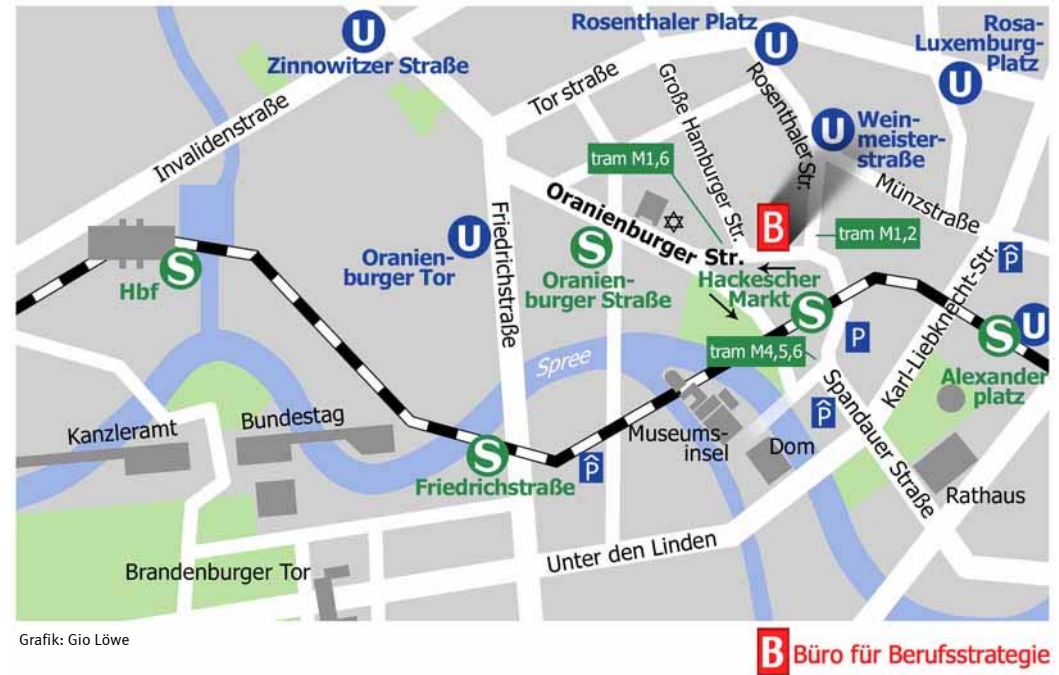 U
Zinnowitzer Straße
Rosenthaler Platz
U
Rosa-
Luxemburg-
Platz
U
Invalidenstraße
Torstraße
Große Hamburger Str.
Rosenthaler Str.
U
Wein-
meister-
straße
Münzstraße
tram M1,6
Oranienburger Str.
B
tram M1,2
Friedrichstraße
U
Oranien-
burger Tor
S
Oranien-
burger Straße
Hackescher
Markt
S
S
Hbf
P
Karl-Liebknecht-Str.
S
U
Alexander
platz
P
tram M4,5,6
Spree
P
Spandauer Straße
Kanzleramt
Bundestag
S
Friedrichstraße
P
Museums-
insel
Dom
Rathaus
Unter den Linden
Brandenburger Tor
Grafik: Gio Löwe
B Büro für Berufsstrategie